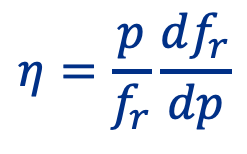 η = p/f_r df_r/dp